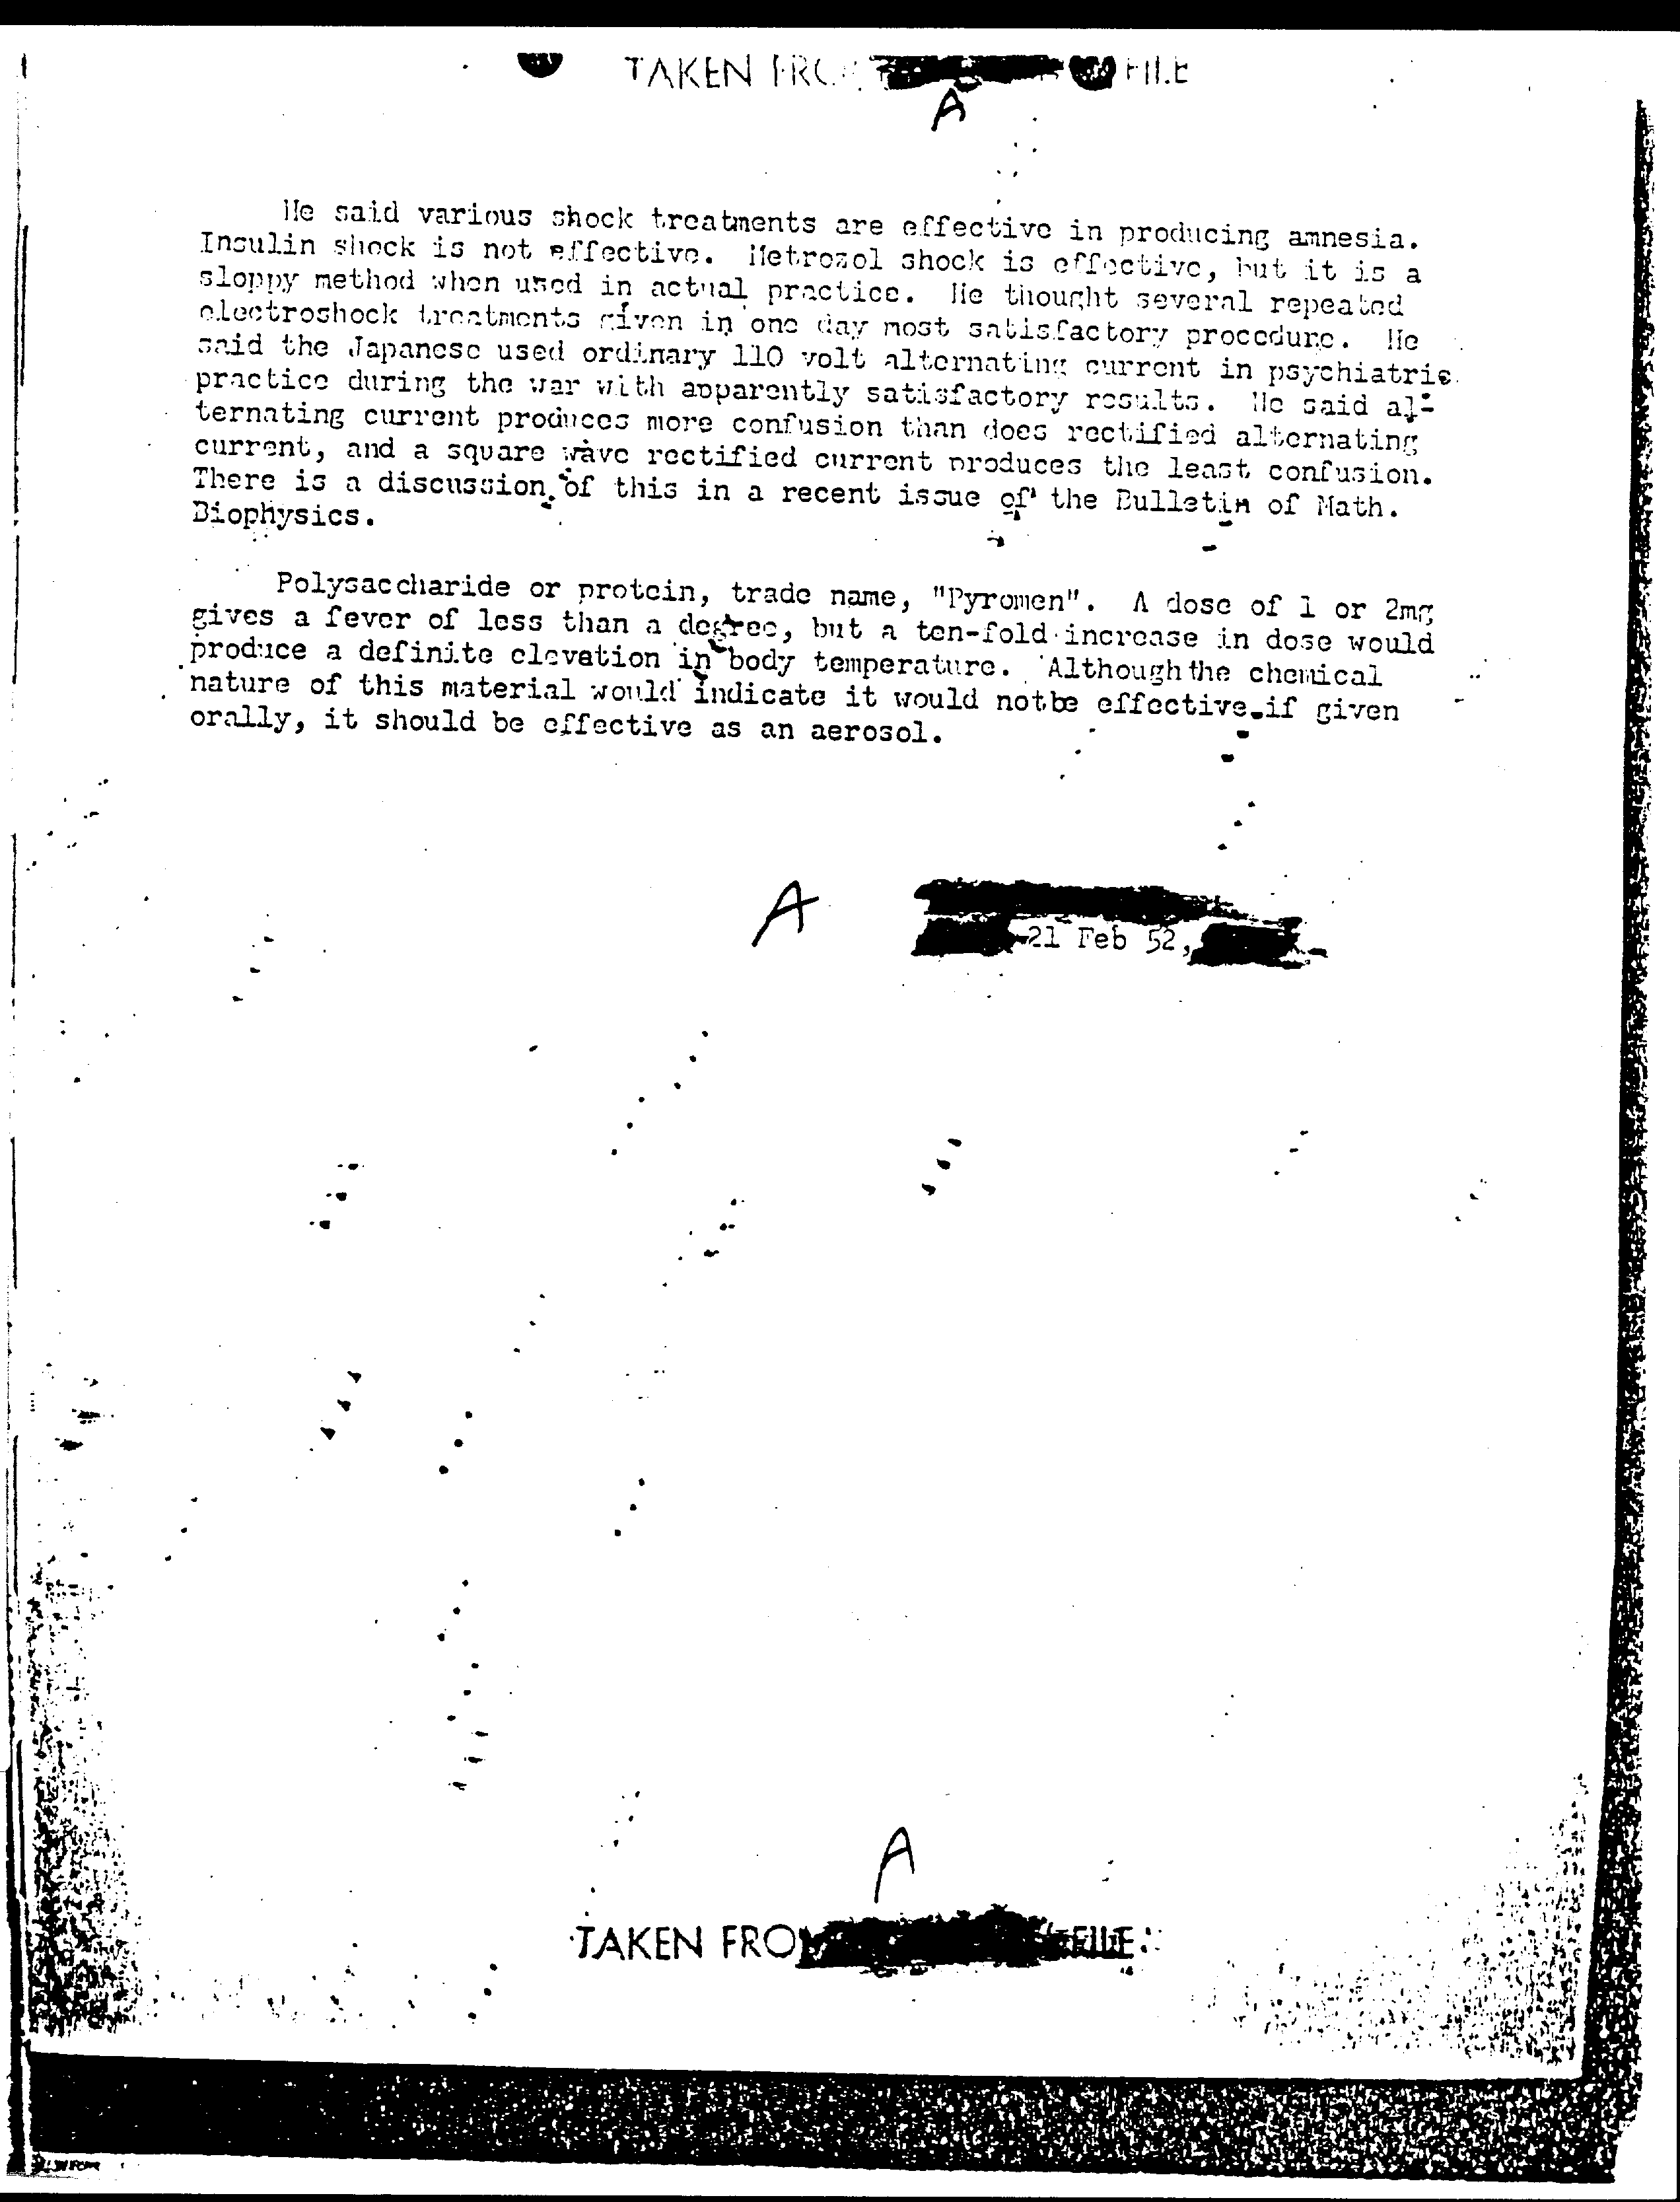 TAKEN FROM FILE
A
He said various shock treatments are effective in producing amnesia.
Insulin shock is not effective. Metrozol shock is effective, but it is a
sloppy method when used in actual practice. He thought several repeated
electroshock treatments given in one day most satisfactory procedure. He
said the Japanese used ordinary 110 volt alternating current in psychiatric
practice during the war with apparently satisfactory results. He said al-
ternating current produces more confusion than does rectified alternating
current, and a square wave rectified current produces the least confusion.
There is a discussion of this in a recent issue of the Bulletin of Math.
Biophysics.
Polysaccharide or protein, trade name, "Pyromen". A dose of 1 or 2mg
gives a fever of less than a degree, but a ten-fold increase in dose would
produce a definite elevation in body temperature. Although the chemical
nature of this material would indicate it would not be effective if given
orally, it should be effective as an aerosol.
A
21 Feb 52,
A
TAKEN FROM FILE